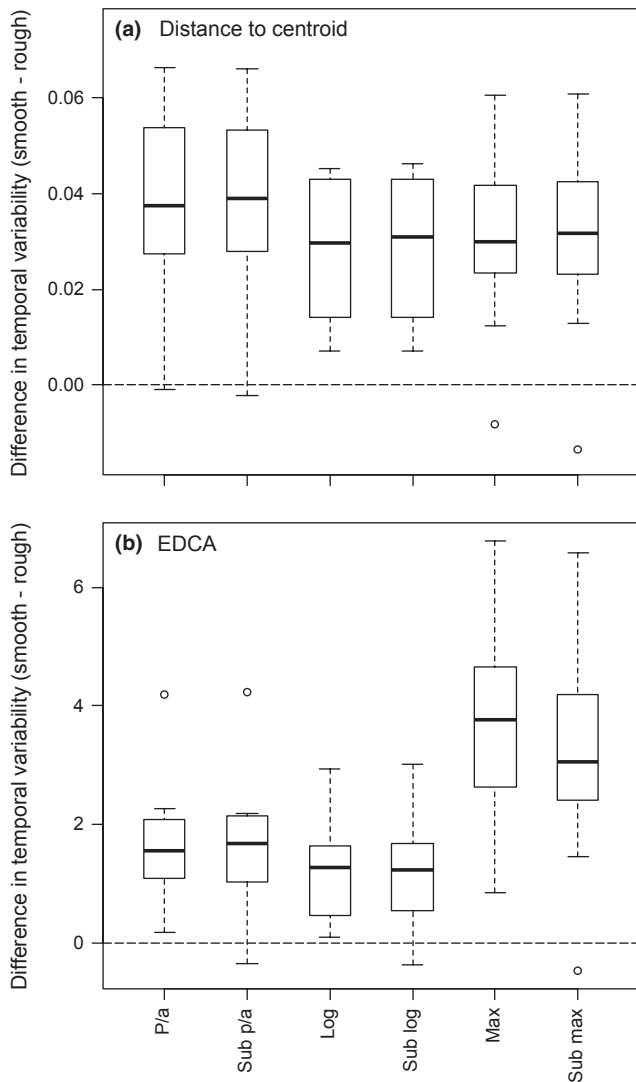 (a) Distance to centroid
Difference in temporal variability (smooth - rough)
0.06
0.04
0.02
0.00
(b) EDCA
Difference in temporal variability (smooth - rough)
6
4
2
0
P/a
Sub p/a
Log
Sub log
Max
Sub max